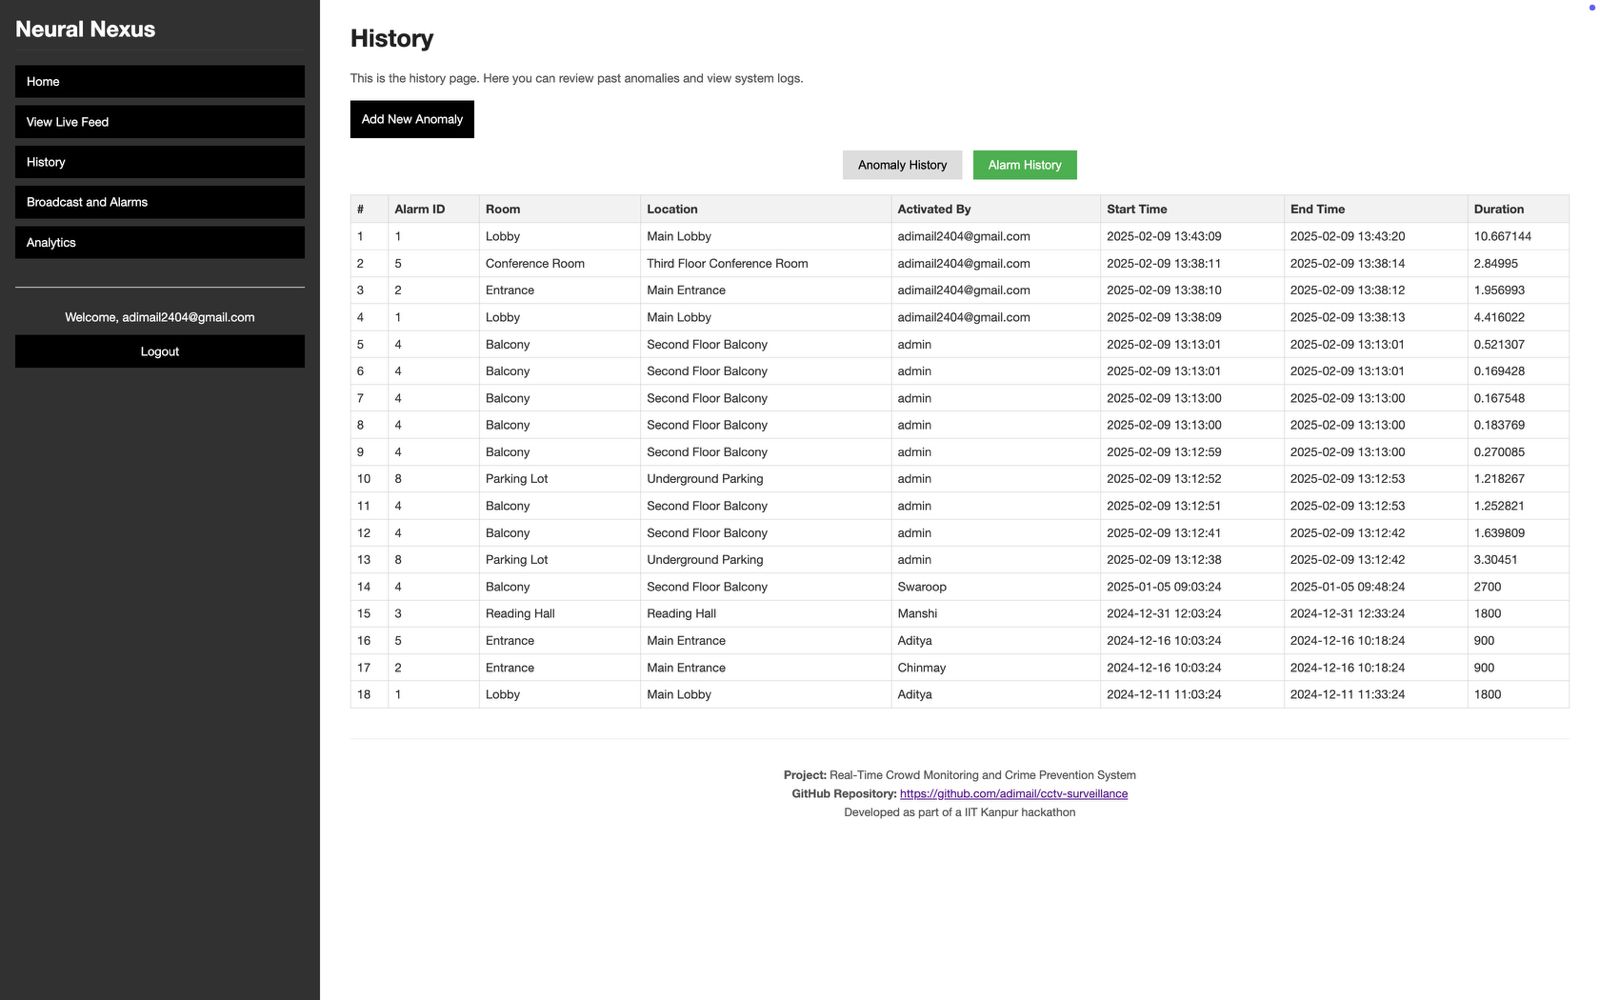 Neural Nexus
Home
View Live Feed
History
Broadcast and Alarms
Analytics
Welcome, adimail2404@gmail.com
Logout
History
This is the history page. Here you can review past anomalies and view system logs.
Add New Anomaly
Anomaly History Alarm History
# Alarm ID Room Location Activated By Start Time End Time Duration
1 1 Lobby Main Lobby adimail2404@gmail.com 2025-02-09 13:43:09 2025-02-09 13:43:20 10.667144
2 5 Conference Room Third Floor Conference Room adimail2404@gmail.com 2025-02-09 13:38:11 2025-02-09 13:38:14 2.84995
3 2 Entrance Main Entrance adimail2404@gmail.com 2025-02-09 13:38:10 2025-02-09 13:38:12 1.956993
4 1 Lobby Main Lobby adimail2404@gmail.com 2025-02-09 13:38:09 2025-02-09 13:38:13 4.416022
5 4 Balcony Second Floor Balcony admin 2025-02-09 13:13:01 2025-02-09 13:13:01 0.521307
6 4 Balcony Second Floor Balcony admin 2025-02-09 13:13:01 2025-02-09 13:13:01 0.169428
7 4 Balcony Second Floor Balcony admin 2025-02-09 13:13:00 2025-02-09 13:13:00 0.167548
8 4 Balcony Second Floor Balcony admin 2025-02-09 13:13:00 2025-02-09 13:13:00 0.183769
9 4 Balcony Second Floor Balcony admin 2025-02-09 13:12:59 2025-02-09 13:13:00 0.270085
10 8 Parking Lot Underground Parking admin 2025-02-09 13:12:52 2025-02-09 13:12:53 1.218267
11 4 Balcony Second Floor Balcony admin 2025-02-09 13:12:51 2025-02-09 13:12:53 1.252821
12 4 Balcony Second Floor Balcony admin 2025-02-09 13:12:41 2025-02-09 13:12:42 1.639809
13 8 Parking Lot Underground Parking admin 2025-02-09 13:12:38 2025-02-09 13:12:42 3.30451
14 4 Balcony Second Floor Balcony Swaroop 2025-01-05 09:03:24 2025-01-05 09:48:24 2700
15 3 Reading Hall Reading Hall Manshi 2024-12-31 12:03:24 2024-12-31 12:33:24 1800
16 5 Entrance Main Entrance Aditya 2024-12-16 10:03:24 2024-12-16 10:18:24 900
17 2 Entrance Main Entrance Chinmay 2024-12-16 10:03:24 2024-12-16 10:18:24 900
18 1 Lobby Main Lobby Aditya 2024-12-11 11:03:24 2024-12-11 11:33:24 1800
Project: Real-Time Crowd Monitoring and Crime Prevention System
GitHub Repository: https://github.com/adimail/cctv-surveillance
Developed as part of a IIT Kanpur hackathon